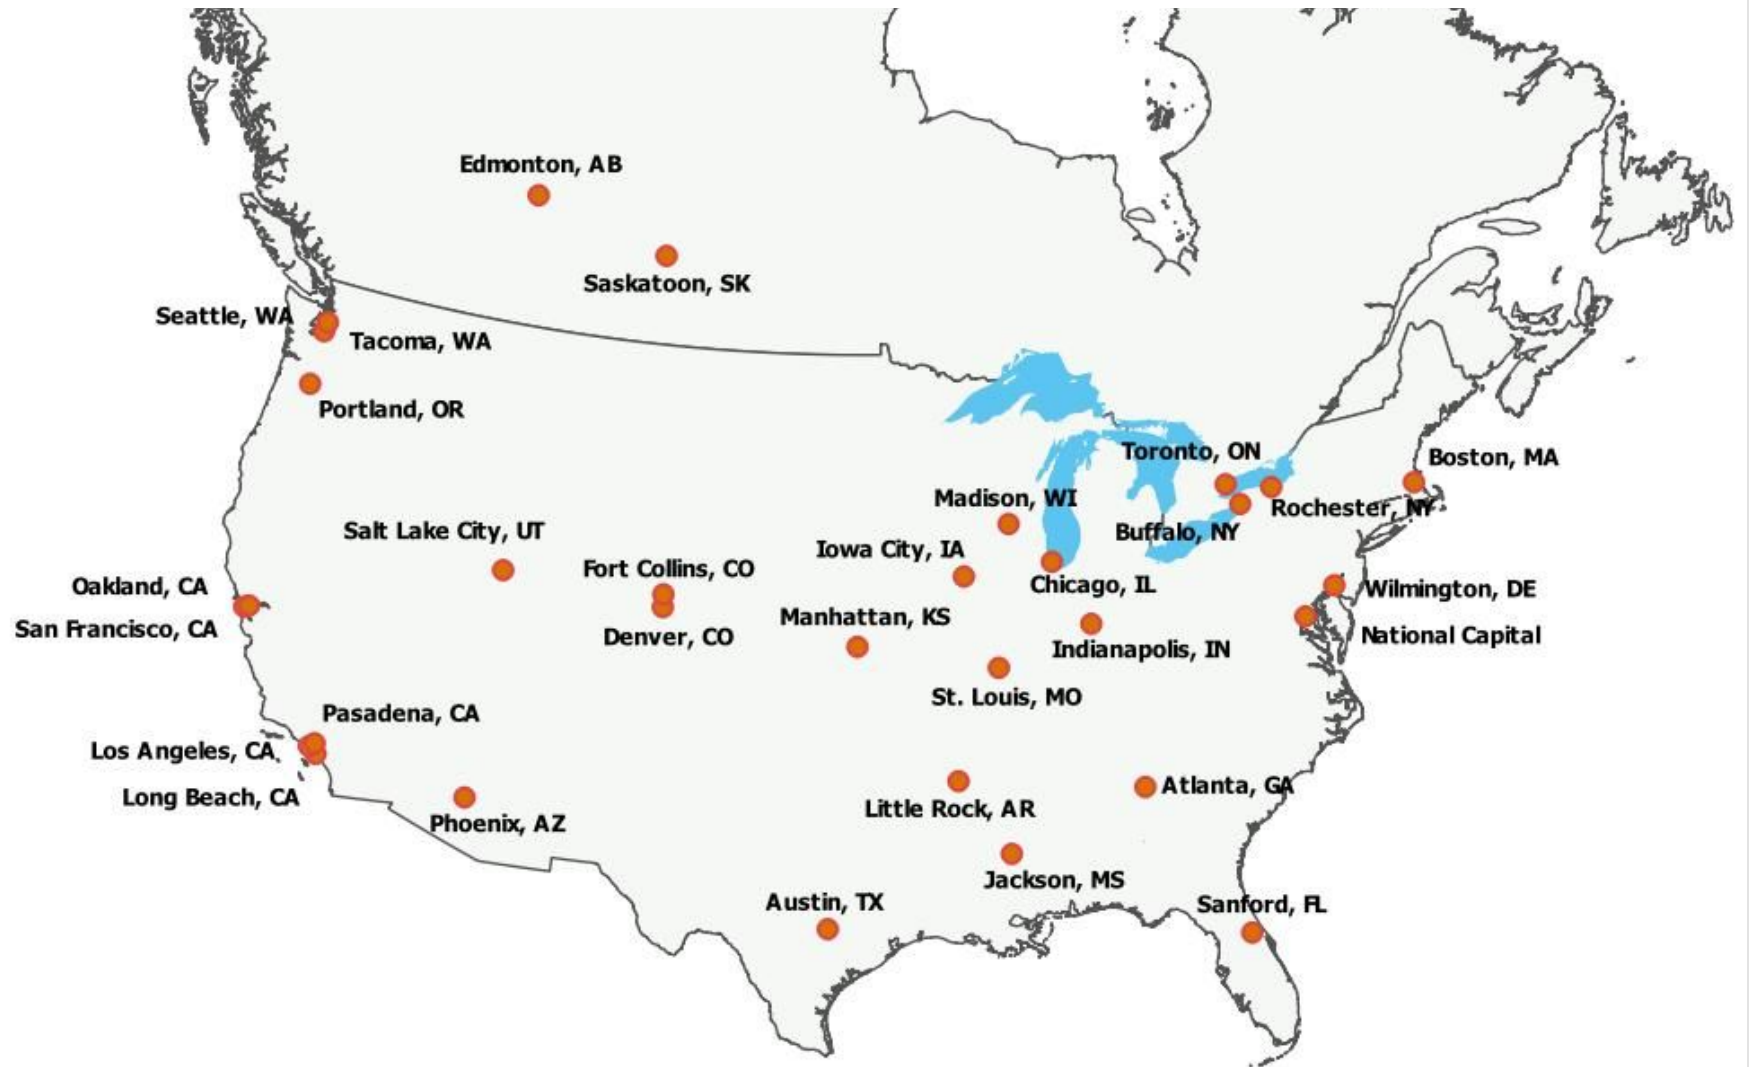 Edmonton, AB
Saskatoon, SK
Seattle, WA
Tacoma, WA
Portland, OR
Toronto, ON
Boston, MA
Madison, WI
Rochester, NY
Salt Lake City, UT
Buffalo, NY
Iowa City, IA
Fort Collins, CO
Oakland, CA
Chicago, IL
Wilmington, DE
Manhattan, KS
San Francisco, CA
Denver, CO
National Capital
Indianapolis, IN
St. Louis, MO
Pasadena, CA
Los Angeles, CA
Atlanta, GA
Long Beach, CA
Little Rock, AR
Phoenix, AZ
Jackson, MS
Austin, TX
Sanford, FL